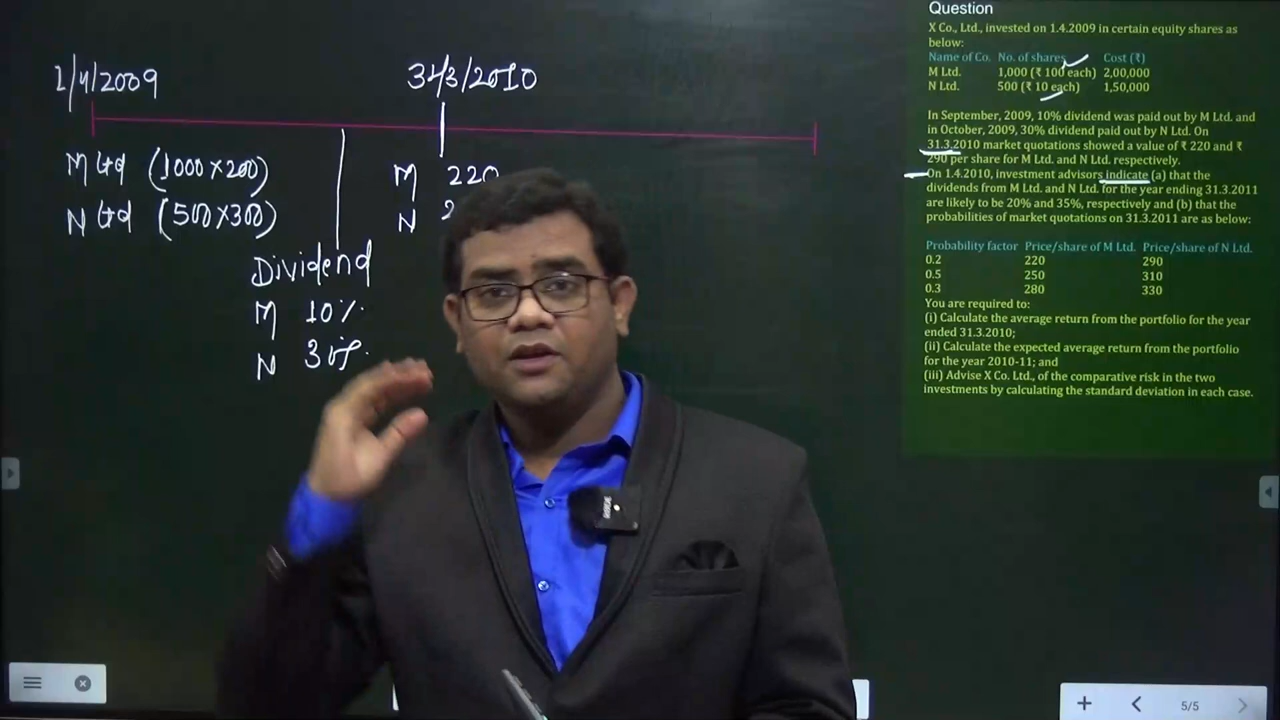 1/4/2009
31/3/2010
M Ltd (1000×200)
N Ltd (500×300)
M 220
N
Dividend
M 10%
N 30%
Question
X Co., Ltd., invested on 1.4.2009 in certain equity shares as
below:
Name of Co. No. of shares Cost (₹)
M Ltd. 1,000 (₹ 100 each) 2,00,000
N Ltd. 500 (₹ 10 each) 1,50,000
In September, 2009, 10% dividend was paid out by M Ltd. and
in October, 2009, 30% dividend paid out by N Ltd. On
31.3.2010 market quotations showed a value of ₹ 220 and ₹
290 per share for M Ltd. and N Ltd. respectively.
On 1.4.2010, investment advisors indicate (a) that the
dividends from M Ltd. and N Ltd. for the year ending 31.3.2011
are likely to be 20% and 35%, respectively and (b) that the
probabilities of market quotations on 31.3.2011 are as below:
Probability factor Price/share of M Ltd. Price/share of N Ltd.
0.2 220 290
0.5 250 310
0.3 280 330
You are required to:
(i) Calculate the average return from the portfolio for the year
ended 31.3.2010;
(ii) Calculate the expected average return from the portfolio
for the year 2010-11; and
(iii) Advise X Co. Ltd., of the comparative risk in the two
investments by calculating the standard deviation in each case.
5/5